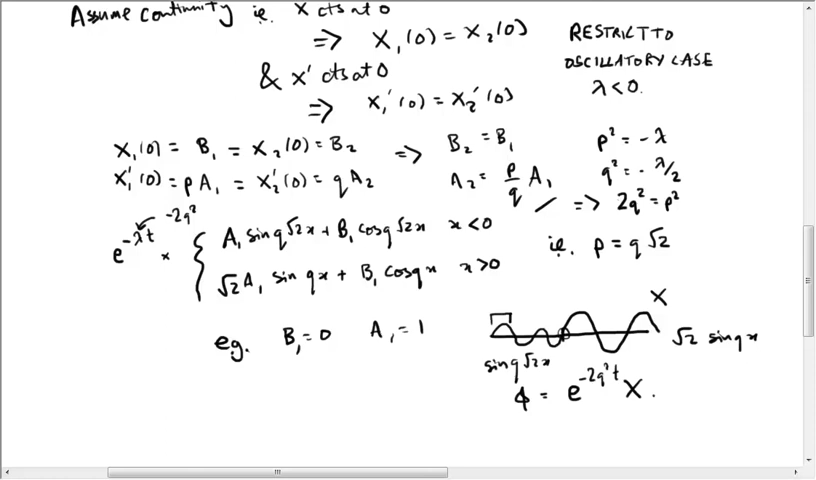 Assume continuity i.e. X cts at 0
=> X₁(0) = X₂(0)
& X' cts at 0
=> X₁'(0) = X₂'(0)
RESTRICT TO
OSCILLATORY CASE
λ < 0.
X₁(0) = B₁ = X₂(0) = B₂ => B₂ = B₁
X₁'(0) = pA₁ = X₂'(0) = qA₂ A₂ = p/q A₁
p² = -λ
q² = -λ/2
=> 2q² = p²
i.e. p = q√2
-2q²
e^(-λt) × { A₁ sin q√2x + B₁ cos q√2x x<0
√2 A₁ sin qx + B₁ cos qx x>0
eg. B₁ = 0 A₁ = 1
X
√2 sin qx
sin q√2x
ϕ = e^(-2q²t) X.